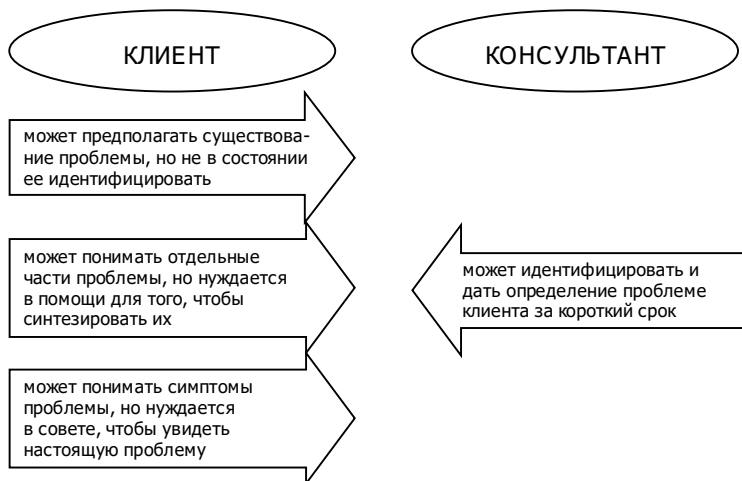 КЛИЕНТ
КОНСУЛЬТАНТ
может предполагать существова-
ние проблемы, но не в состоянии
ее идентифицировать
может понимать отдельные
части проблемы, но нуждается
в помощи для того, чтобы
синтезировать их
может идентифицировать и
дать определение проблеме
клиента за короткий срок
может понимать симптомы
проблемы, но нуждается
в совете, чтобы увидеть
настоящую проблему